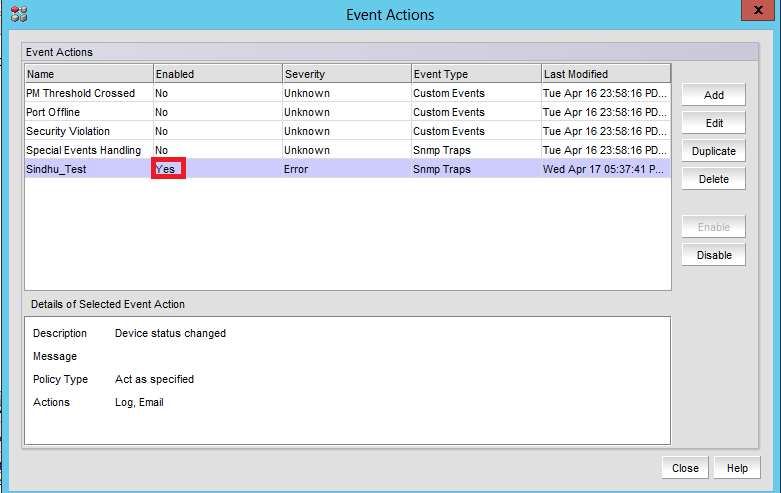 Event Actions
Event Actions
Name Enabled Severity Event Type Last Modified
PM Threshold Crossed No Unknown Custom Events Tue Apr 16 23:58:16 PD...
Port Offline No Unknown Custom Events Tue Apr 16 23:58:16 PD...
Security Violation No Unknown Custom Events Tue Apr 16 23:58:16 PD...
Special Events Handling No Unknown Snmp Traps Tue Apr 16 23:58:16 PD...
Sindhu_Test Yes Error Snmp Traps Wed Apr 17 05:37:41 P...
Add
Edit
Duplicate
Delete
Enable
Disable
Details of Selected Event Action
Description Device status changed
Message
Policy Type Act as specified
Actions Log, Email
Close Help